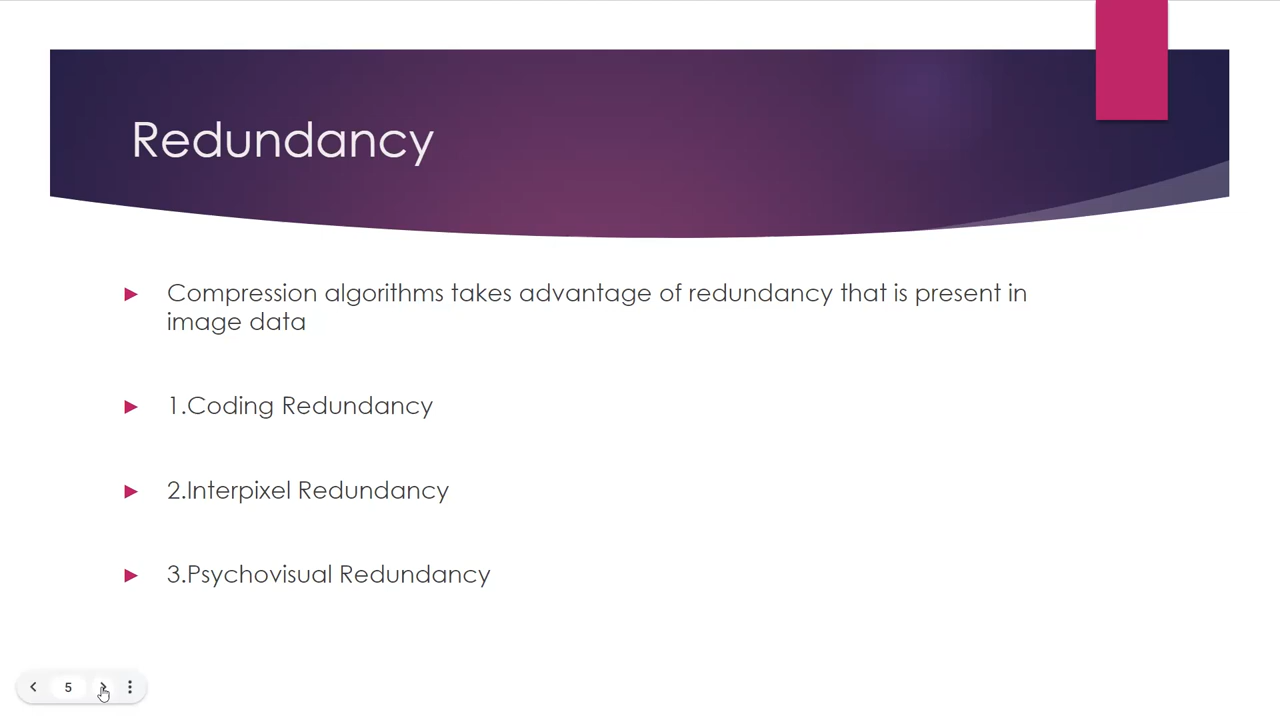 Redundancy
Compression algorithms takes advantage of redundancy that is present in
image data
1.Coding Redundancy
2.Interpixel Redundancy
3.Psychovisual Redundancy
5